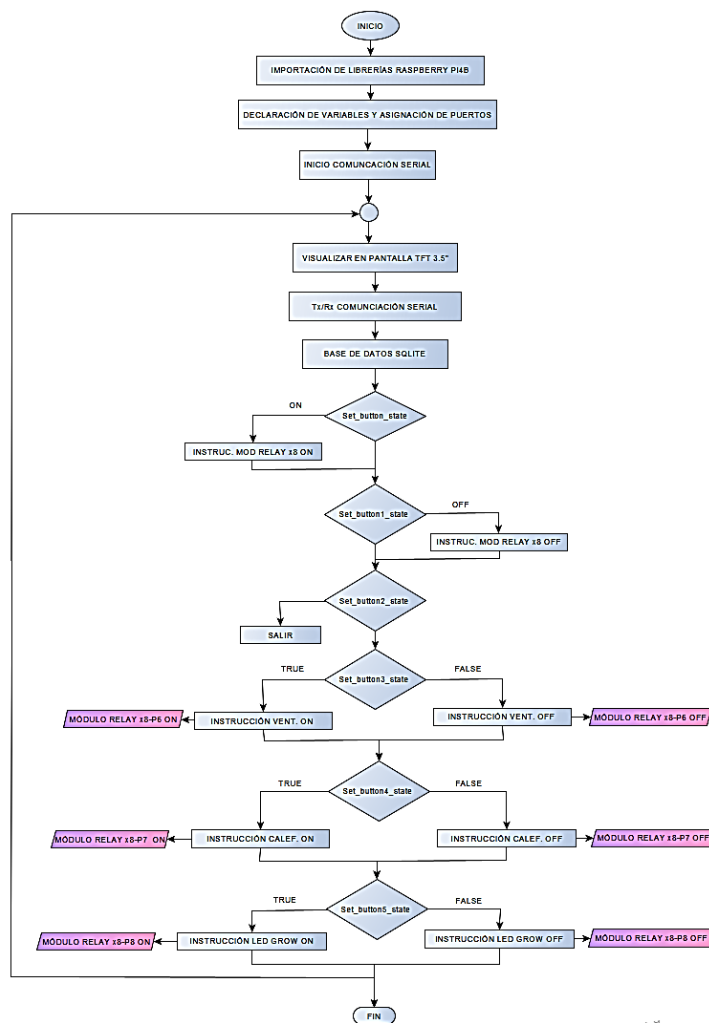 INICIO
IMPORTACIÓN DE LIBRERÍAS RASPBERRY PI4B
DECLARACIÓN DE VARIABLES Y ASIGNACIÓN DE PUERTOS
INICIO COMUNCACIÓN SERIAL
VISUALIZAR EN PANTALLA TFT 3.5"
Tx/Rx COMUNCIACIÓN SERIAL
BASE DE DATOS SQLITE
Set_button_state
ON
INSTRUC. MOD RELAY x8 ON
Set_button1_state
OFF
INSTRUC. MOD RELAY x8 OFF
Set_button2_state
SALIR
Set_button3_state
TRUE
FALSE
MÓDULO RELAY x8-P6 ON
INSTRUCCIÓN VENT. ON
INSTRUCCIÓN VENT. OFF
MÓDULO RELAY x8-P6 OFF
Set_button4_state
TRUE
FALSE
MÓDULO RELAY x8-P7 ON
INSTRUCCIÓN CALEF. ON
INSTRUCCIÓN CALEF. OFF
MÓDULO RELAY x8-P7 OFF
Set_button5_state
TRUE
FALSE
MÓDULO RELAY x8-P8 ON
INSTRUCCIÓN LED GROW ON
INSTRUCCIÓN LED GROW OFF
MÓDULO RELAY x8-P8 OFF
FIN